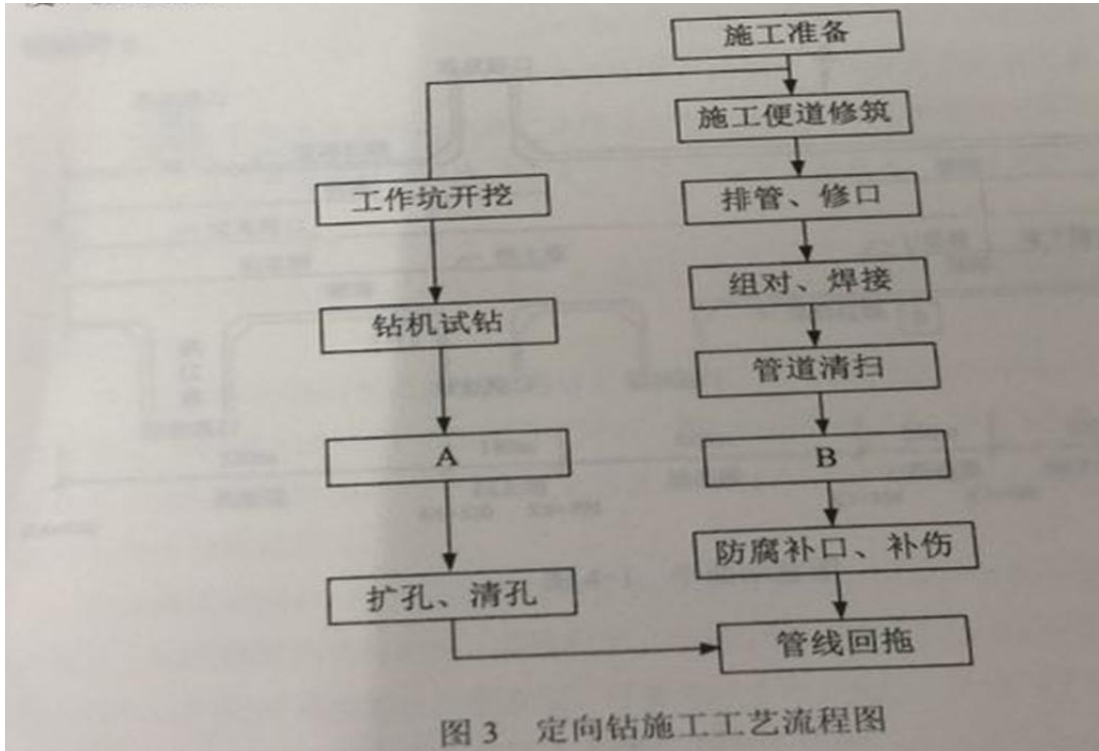 施工准备
施工便道修筑
工作坑开挖
排管、修口
组对、焊接
钻机试钻
管道清扫
A
B
防腐补口、补伤
扩孔、清孔
管线回拖
图3 定向钻施工工艺流程图